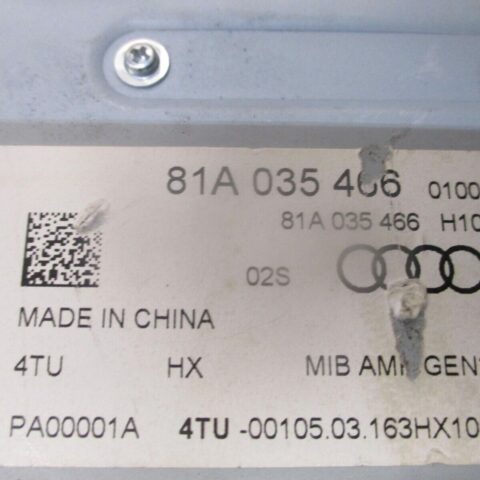 81A 035 466 0100
81A 035 466 H10
02S
MADE IN CHINA
4TU HX MIB AMP GEN
PA00001A 4TU -00105.03.163HX10